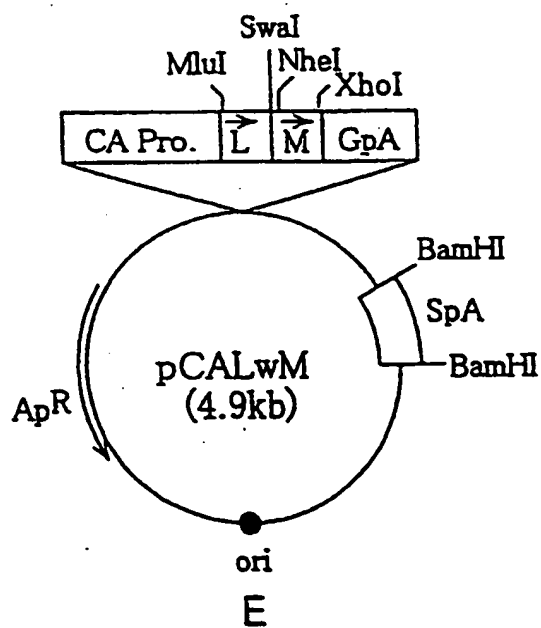 SwaI
MluI NheI
XhoI
CA Pro. L M GpA
BamHI
SpA
BamHI
pCALwM
(4.9kb)
ApR
ori
E